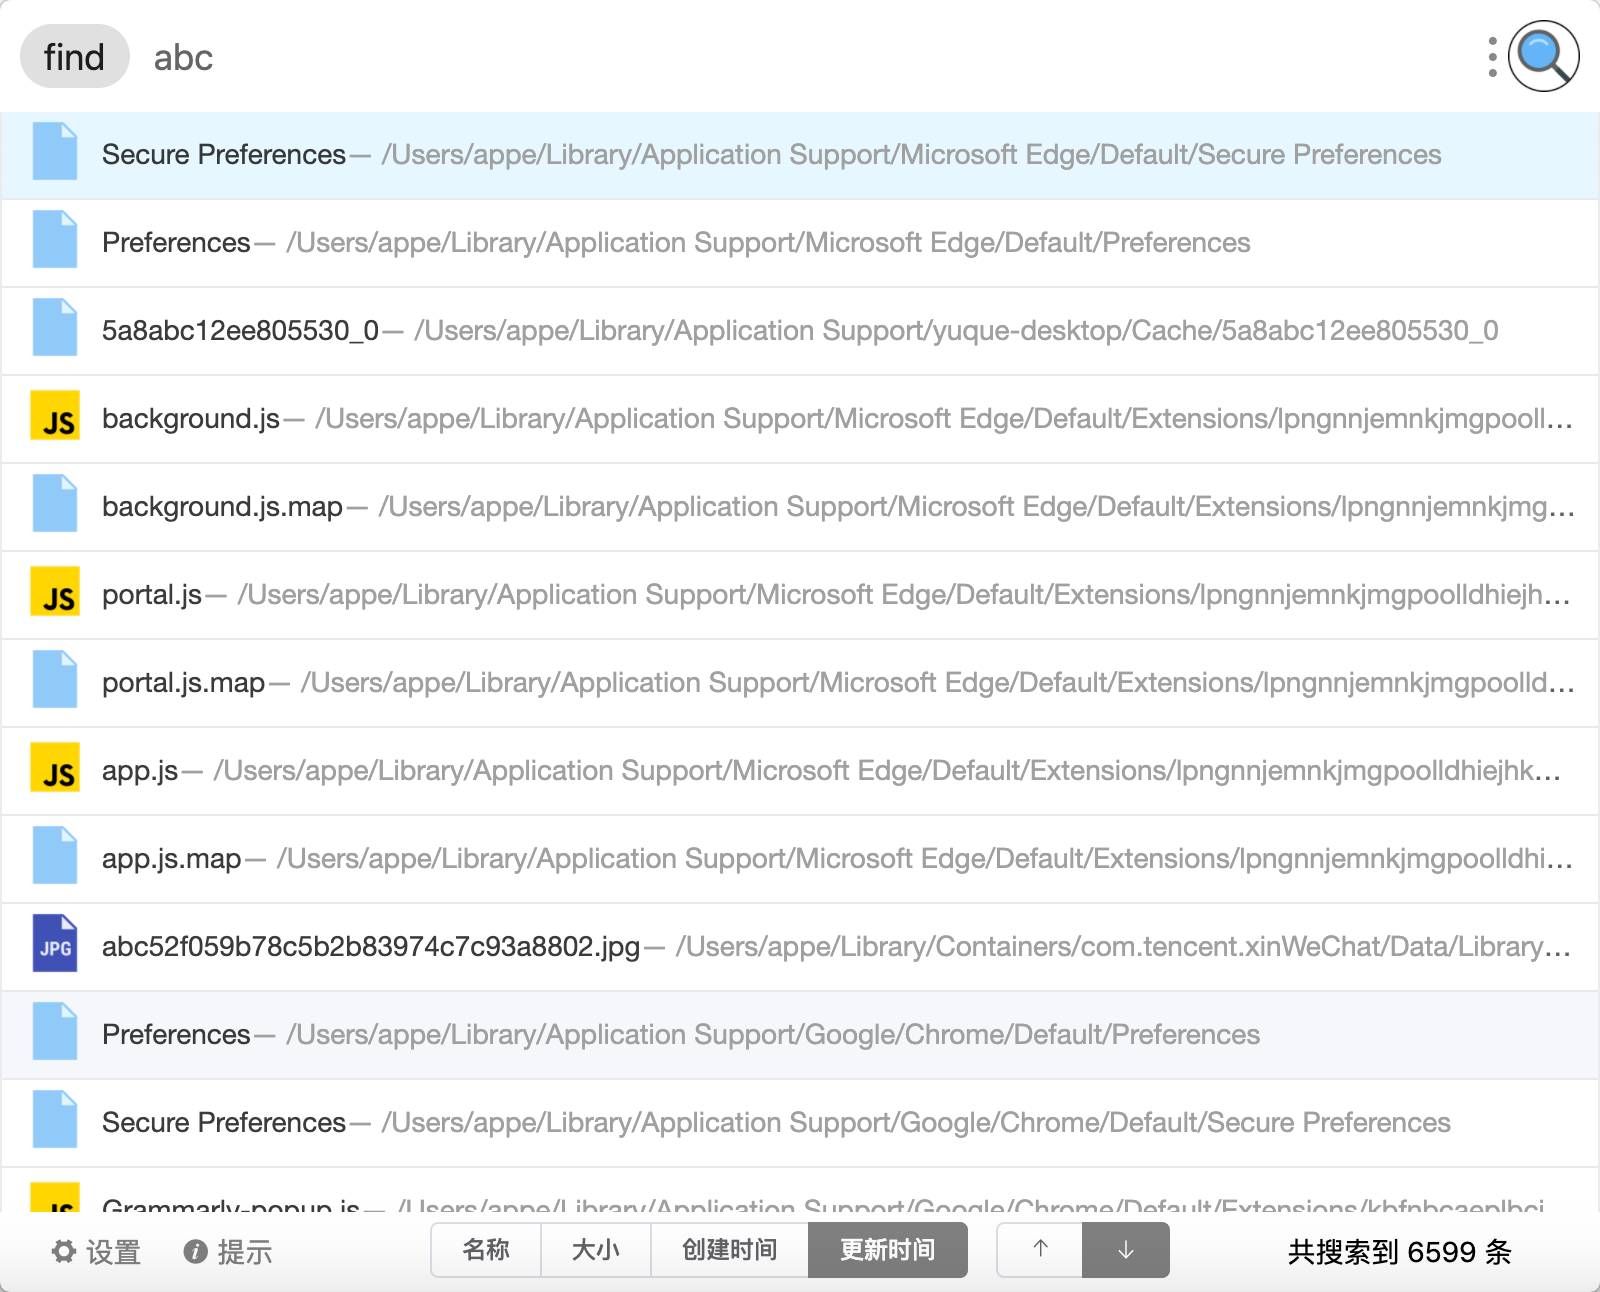 find abc
Secure Preferences— /Users/appe/Library/Application Support/Microsoft Edge/Default/Secure Preferences
Preferences— /Users/appe/Library/Application Support/Microsoft Edge/Default/Preferences
5a8abc12ee805530_0— /Users/appe/Library/Application Support/yuque-desktop/Cache/5a8abc12ee805530_0
JS background.js— /Users/appe/Library/Application Support/Microsoft Edge/Default/Extensions/lpngnnjemnkjmgpooll...
background.js.map— /Users/appe/Library/Application Support/Microsoft Edge/Default/Extensions/lpngnnjemnkjmg...
JS portal.js— /Users/appe/Library/Application Support/Microsoft Edge/Default/Extensions/lpngnnjemnkjmgpoolldhiejh...
portal.js.map— /Users/appe/Library/Application Support/Microsoft Edge/Default/Extensions/lpngnnjemnkjmgpoolld...
JS app.js— /Users/appe/Library/Application Support/Microsoft Edge/Default/Extensions/lpngnnjemnkjmgpoolldhiejhk...
app.js.map— /Users/appe/Library/Application Support/Microsoft Edge/Default/Extensions/lpngnnjemnkjmgpoolldhi...
JPG abc52f059b78c5b2b83974c7c93a8802.jpg— /Users/appe/Library/Containers/com.tencent.xinWeChat/Data/Library...
Preferences— /Users/appe/Library/Application Support/Google/Chrome/Default/Preferences
Secure Preferences— /Users/appe/Library/Application Support/Google/Chrome/Default/Secure Preferences
JS Grammarly-popup.js— /Users/appe/Library/Application Support/Google/Chrome/Default/Extensions/kbfnbcaeplbci
设置 提示 名称 大小 创建时间 更新时间 ↑ ↓ 共搜索到 6599 条